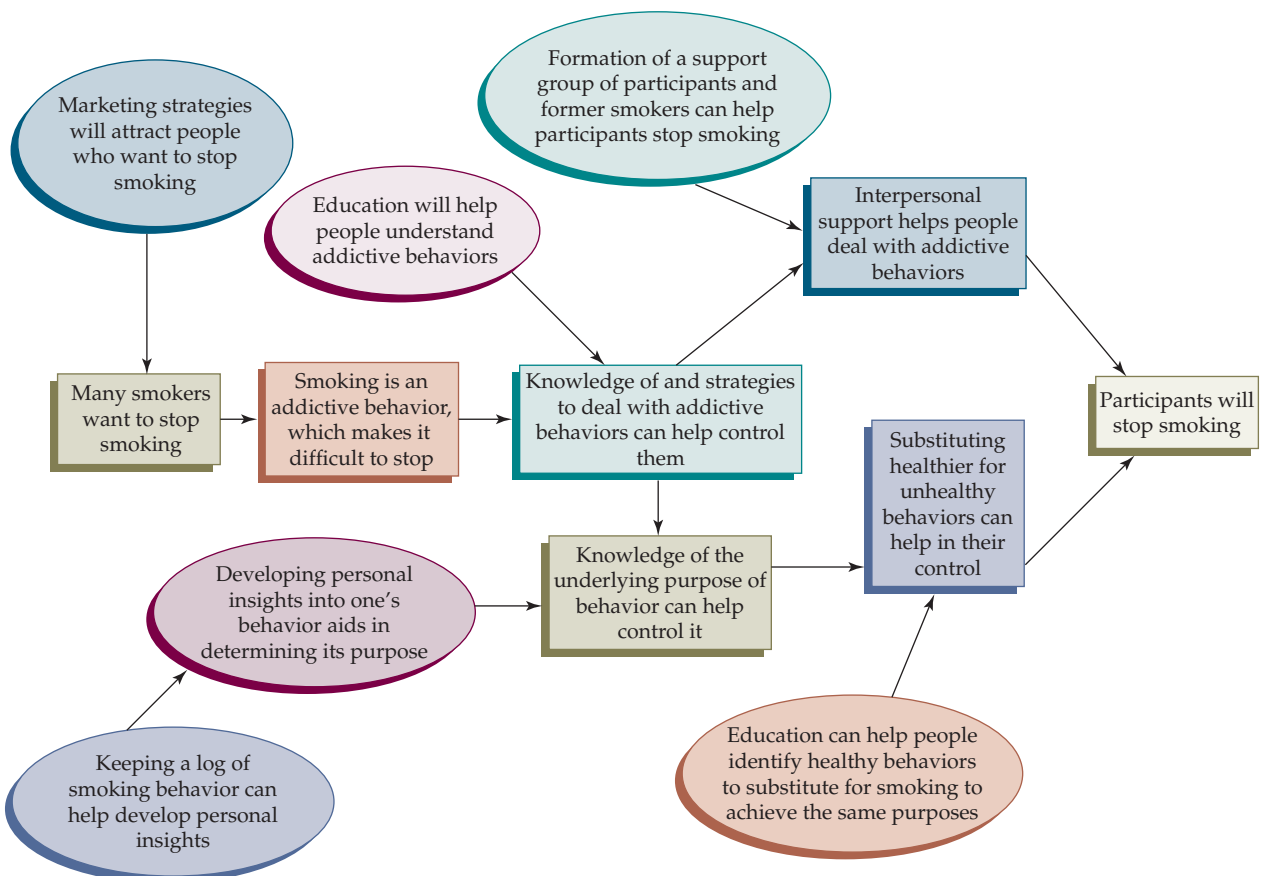 Marketing strategies
will attract people
who want to stop
smoking
Formation of a support
group of participants and
former smokers can help
participants stop smoking
Education will help
people understand
addictive behaviors
Interpersonal
support helps people
deal with addictive
behaviors
Many smokers
want to stop
smoking
Smoking is an
addictive behavior,
which makes it
difficult to stop
Knowledge of and strategies
to deal with addictive
behaviors can help control
them
Participants will
stop smoking
Substituting
healthier for
unhealthy
behaviors can
help in their
control
Developing personal
insights into one’s
behavior aids in
determining its purpose
Knowledge of the
underlying purpose of
behavior can help
control it
Keeping a log of
smoking behavior can
help develop personal
insights
Education can help people
identify healthy behaviors
to substitute for smoking to
achieve the same purposes